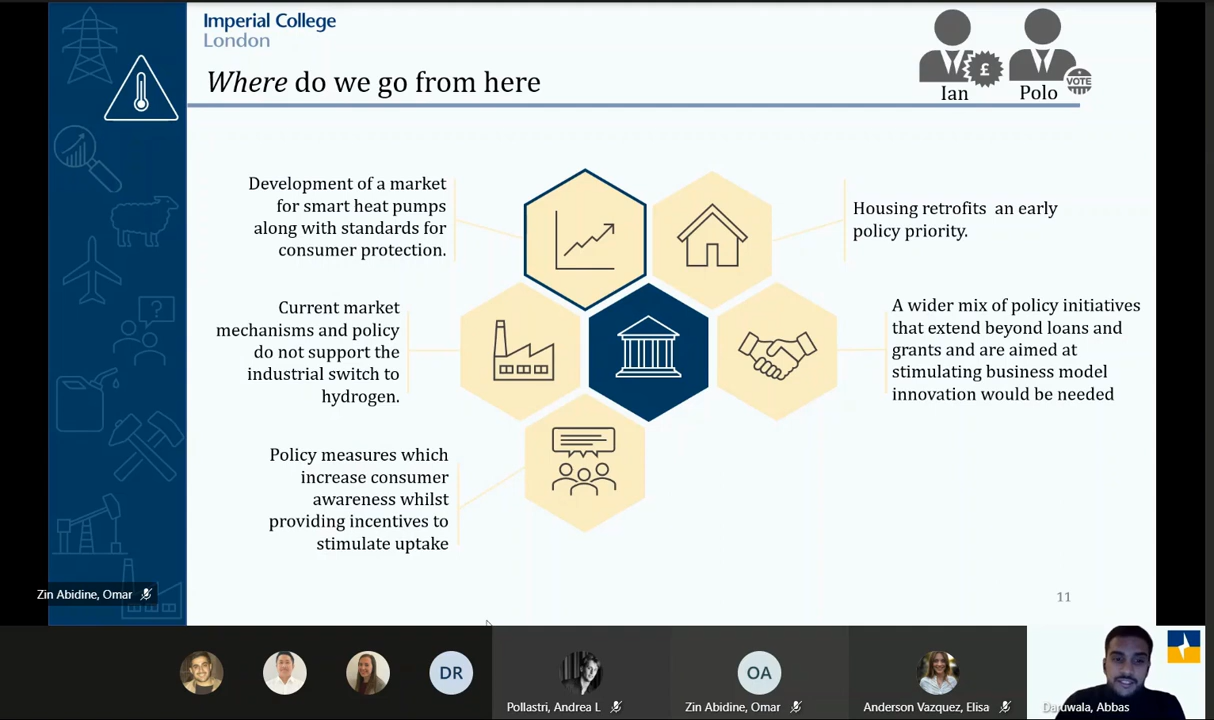 Imperial College
London
Where do we go from here
£
VOTE
Ian
Polo
Development of a market
for smart heat pumps
along with standards for
consumer protection.
Housing retrofits an early
policy priority.
Current market
mechanisms and policy
do not support the
industrial switch to
hydrogen.
A wider mix of policy initiatives
that extend beyond loans and
grants and are aimed at
stimulating business model
innovation would be needed
Policy measures which
increase consumer
awareness whilst
providing incentives to
stimulate uptake
?
11
Zin Abidine, Omar
DR
Pollastri, Andrea L
OA
Zin Abidine, Omar
Anderson Vazquez, Elisa
Daruwala, Abbas